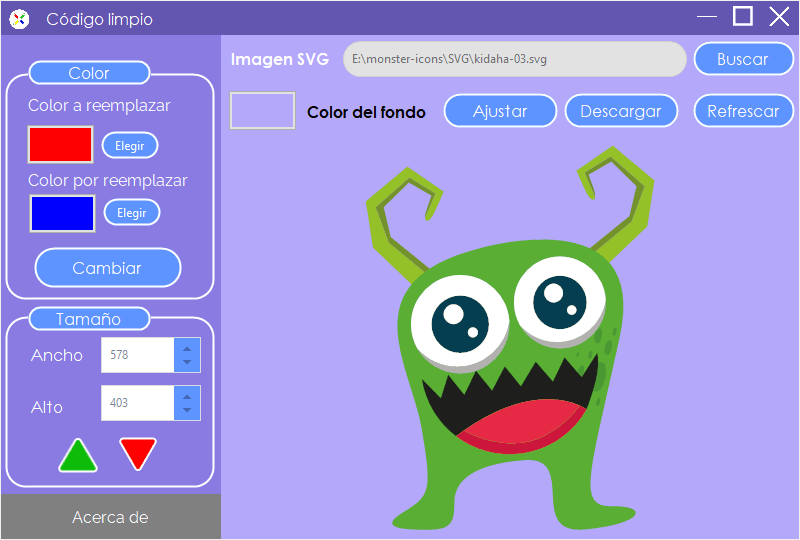 Código limpio
Imagen SVG
E:\monster-icons\SVG\kidaha-03.svg
Buscar
Color del fondo
Ajustar
Descargar
Refrescar
Color
Color a reemplazar
Elegir
Color por reemplazar
Elegir
Cambiar
Tamaño
Ancho
578
Alto
403
Acerca de